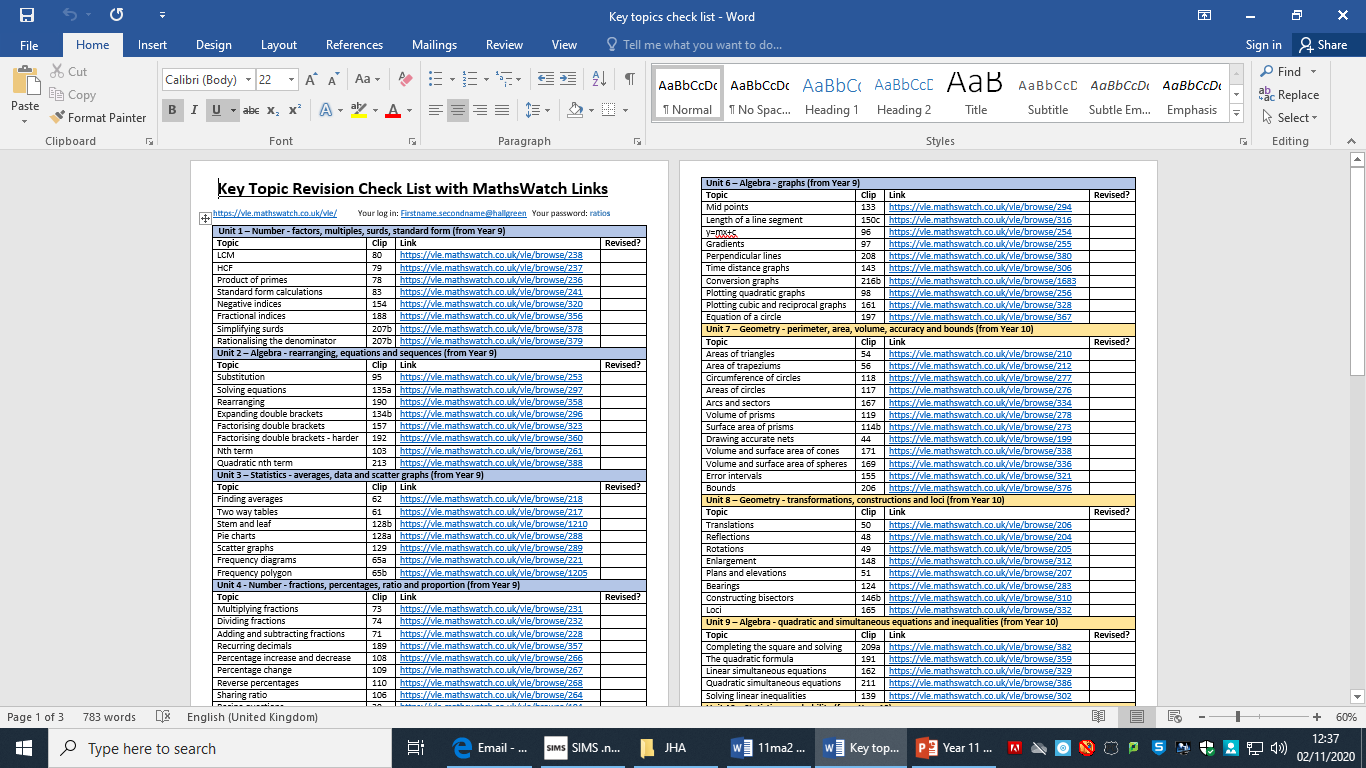 Key topics check list - Word
File Home Insert Design Layout References Mailings Review View Tell me what you want to do... Sign in Share
Paste
Cut
Copy
Format Painter
Clipboard
Calibri (Body) 22
Font
Paragraph
AaBbCcDc AaBbCcDc AaBbCc AaBbCcD AaB AaBbCcD AaBbCcDc AaBbCcDc
¶ Normal ¶ No Spac... Heading 1 Heading 2 Title Subtitle Subtle Em... Emphasis
Styles
Find
Replace
Select
Editing
Key Topic Revision Check List with MathsWatch Links
https://vle.mathswatch.co.uk/vle/ Your log in: Firstname.secondname@hallgreen Your password: ratios
Unit 1 – Number - factors, multiples, surds, standard form (from Year 9)
Topic Clip Link Revised?
LCM 80 https://vle.mathswatch.co.uk/vle/browse/238
HCF 79 https://vle.mathswatch.co.uk/vle/browse/237
Product of primes 78 https://vle.mathswatch.co.uk/vle/browse/236
Standard form calculations 83 https://vle.mathswatch.co.uk/vle/browse/241
Negative indices 154 https://vle.mathswatch.co.uk/vle/browse/320
Fractional indices 188 https://vle.mathswatch.co.uk/vle/browse/356
Simplifying surds 207b https://vle.mathswatch.co.uk/vle/browse/378
Rationalising the denominator 207b https://vle.mathswatch.co.uk/vle/browse/379
Unit 2 – Algebra - rearranging, equations and sequences (from Year 9)
Topic Clip Link Revised?
Substitution 95 https://vle.mathswatch.co.uk/vle/browse/253
Solving equations 135a https://vle.mathswatch.co.uk/vle/browse/297
Rearranging 190 https://vle.mathswatch.co.uk/vle/browse/358
Expanding double brackets 134b https://vle.mathswatch.co.uk/vle/browse/296
Factorising double brackets 157 https://vle.mathswatch.co.uk/vle/browse/323
Factorising double brackets - harder 192 https://vle.mathswatch.co.uk/vle/browse/360
Nth term 103 https://vle.mathswatch.co.uk/vle/browse/261
Quadratic nth term 213 https://vle.mathswatch.co.uk/vle/browse/388
Unit 3 – Statistics - averages, data and scatter graphs (from Year 9)
Topic Clip Link Revised?
Finding averages 62 https://vle.mathswatch.co.uk/vle/browse/218
Two way tables 61 https://vle.mathswatch.co.uk/vle/browse/217
Stem and leaf 128b https://vle.mathswatch.co.uk/vle/browse/1210
Pie charts 128a https://vle.mathswatch.co.uk/vle/browse/288
Scatter graphs 129 https://vle.mathswatch.co.uk/vle/browse/289
Frequency diagrams 65a https://vle.mathswatch.co.uk/vle/browse/221
Frequency polygon 65b https://vle.mathswatch.co.uk/vle/browse/1205
Unit 4 - Number - fractions, percentages, ratio and proportion (from Year 9)
Topic Clip Link Revised?
Multiplying fractions 73 https://vle.mathswatch.co.uk/vle/browse/231
Dividing fractions 74 https://vle.mathswatch.co.uk/vle/browse/232
Adding and subtracting fractions 71 https://vle.mathswatch.co.uk/vle/browse/228
Recurring decimals 189 https://vle.mathswatch.co.uk/vle/browse/357
Percentage increase and decrease 108 https://vle.mathswatch.co.uk/vle/browse/266
Percentage change 109 https://vle.mathswatch.co.uk/vle/browse/267
Reverse percentages 110 https://vle.mathswatch.co.uk/vle/browse/268
Sharing ratio 106 https://vle.mathswatch.co.uk/vle/browse/264
Unit 6 – Algebra - graphs (from Year 9)
Topic Clip Link Revised?
Mid points 133 https://vle.mathswatch.co.uk/vle/browse/294
Length of a line segment 150c https://vle.mathswatch.co.uk/vle/browse/316
y=mx+c 96 https://vle.mathswatch.co.uk/vle/browse/254
Gradients 97 https://vle.mathswatch.co.uk/vle/browse/255
Perpendicular lines 208 https://vle.mathswatch.co.uk/vle/browse/380
Time distance graphs 143 https://vle.mathswatch.co.uk/vle/browse/306
Conversion graphs 216b https://vle.mathswatch.co.uk/vle/browse/1683
Plotting quadratic graphs 98 https://vle.mathswatch.co.uk/vle/browse/256
Plotting cubic and reciprocal graphs 161 https://vle.mathswatch.co.uk/vle/browse/328
Equation of a circle 197 https://vle.mathswatch.co.uk/vle/browse/367
Unit 7 – Geometry - perimeter, area, volume, accuracy and bounds (from Year 10)
Topic Clip Link Revised?
Areas of triangles 54 https://vle.mathswatch.co.uk/vle/browse/210
Area of trapeziums 56 https://vle.mathswatch.co.uk/vle/browse/212
Circumference of circles 118 https://vle.mathswatch.co.uk/vle/browse/277
Areas of circles 117 https://vle.mathswatch.co.uk/vle/browse/276
Arcs and sectors 167 https://vle.mathswatch.co.uk/vle/browse/334
Volume of prisms 119 https://vle.mathswatch.co.uk/vle/browse/278
Surface area of prisms 114b https://vle.mathswatch.co.uk/vle/browse/273
Drawing accurate nets 44 https://vle.mathswatch.co.uk/vle/browse/199
Volume and surface area of cones 171 https://vle.mathswatch.co.uk/vle/browse/338
Volume and surface area of spheres 169 https://vle.mathswatch.co.uk/vle/browse/336
Error intervals 155 https://vle.mathswatch.co.uk/vle/browse/321
Bounds 206 https://vle.mathswatch.co.uk/vle/browse/376
Unit 8 – Geometry - transformations, constructions and loci (from Year 10)
Topic Clip Link Revised?
Translations 50 https://vle.mathswatch.co.uk/vle/browse/206
Reflections 48 https://vle.mathswatch.co.uk/vle/browse/204
Rotations 49 https://vle.mathswatch.co.uk/vle/browse/205
Enlargement 148 https://vle.mathswatch.co.uk/vle/browse/312
Plans and elevations 51 https://vle.mathswatch.co.uk/vle/browse/207
Bearings 124 https://vle.mathswatch.co.uk/vle/browse/283
Constructing bisectors 146b https://vle.mathswatch.co.uk/vle/browse/310
Loci 165 https://vle.mathswatch.co.uk/vle/browse/332
Unit 9 – Algebra - quadratic and simultaneous equations and inequalities (from Year 10)
Topic Clip Link Revised?
Completing the square and solving 209a https://vle.mathswatch.co.uk/vle/browse/382
The quadratic formula 191 https://vle.mathswatch.co.uk/vle/browse/359
Linear simultaneous equations 162 https://vle.mathswatch.co.uk/vle/browse/329
Quadratic simultaneous equations 211 https://vle.mathswatch.co.uk/vle/browse/386
Solving linear inequalities 139 https://vle.mathswatch.co.uk/vle/browse/302
Page 1 of 3 783 words English (United Kingdom) 60%
Type here to search Email - ... SIMS .n... JHA 11ma2 ... Key top... Year 11 ... 12:37
02/11/2020